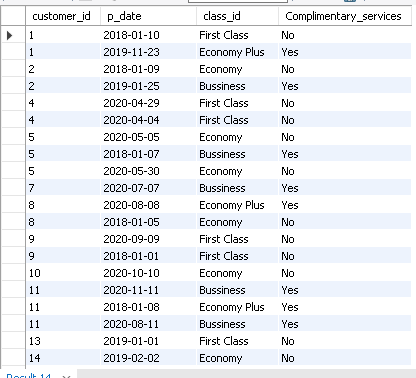 customer_id p_date class_id Complimentary_services
1 2018-01-10 First Class No
1 2019-11-23 Economy Plus Yes
2 2018-01-09 Economy No
2 2019-01-25 Bussiness Yes
4 2020-04-29 First Class No
4 2020-04-04 First Class No
5 2020-05-05 Economy No
5 2018-01-07 Bussiness Yes
5 2020-05-30 Economy No
7 2020-07-07 Bussiness Yes
8 2020-08-08 Economy Plus Yes
8 2018-01-05 Economy No
9 2020-09-09 First Class No
9 2018-01-01 First Class No
10 2020-10-10 Economy No
11 2020-11-11 Bussiness Yes
11 2018-01-08 Economy Plus Yes
11 2020-08-11 Bussiness Yes
13 2019-01-01 First Class No
14 2019-02-02 Economy No
Result 14